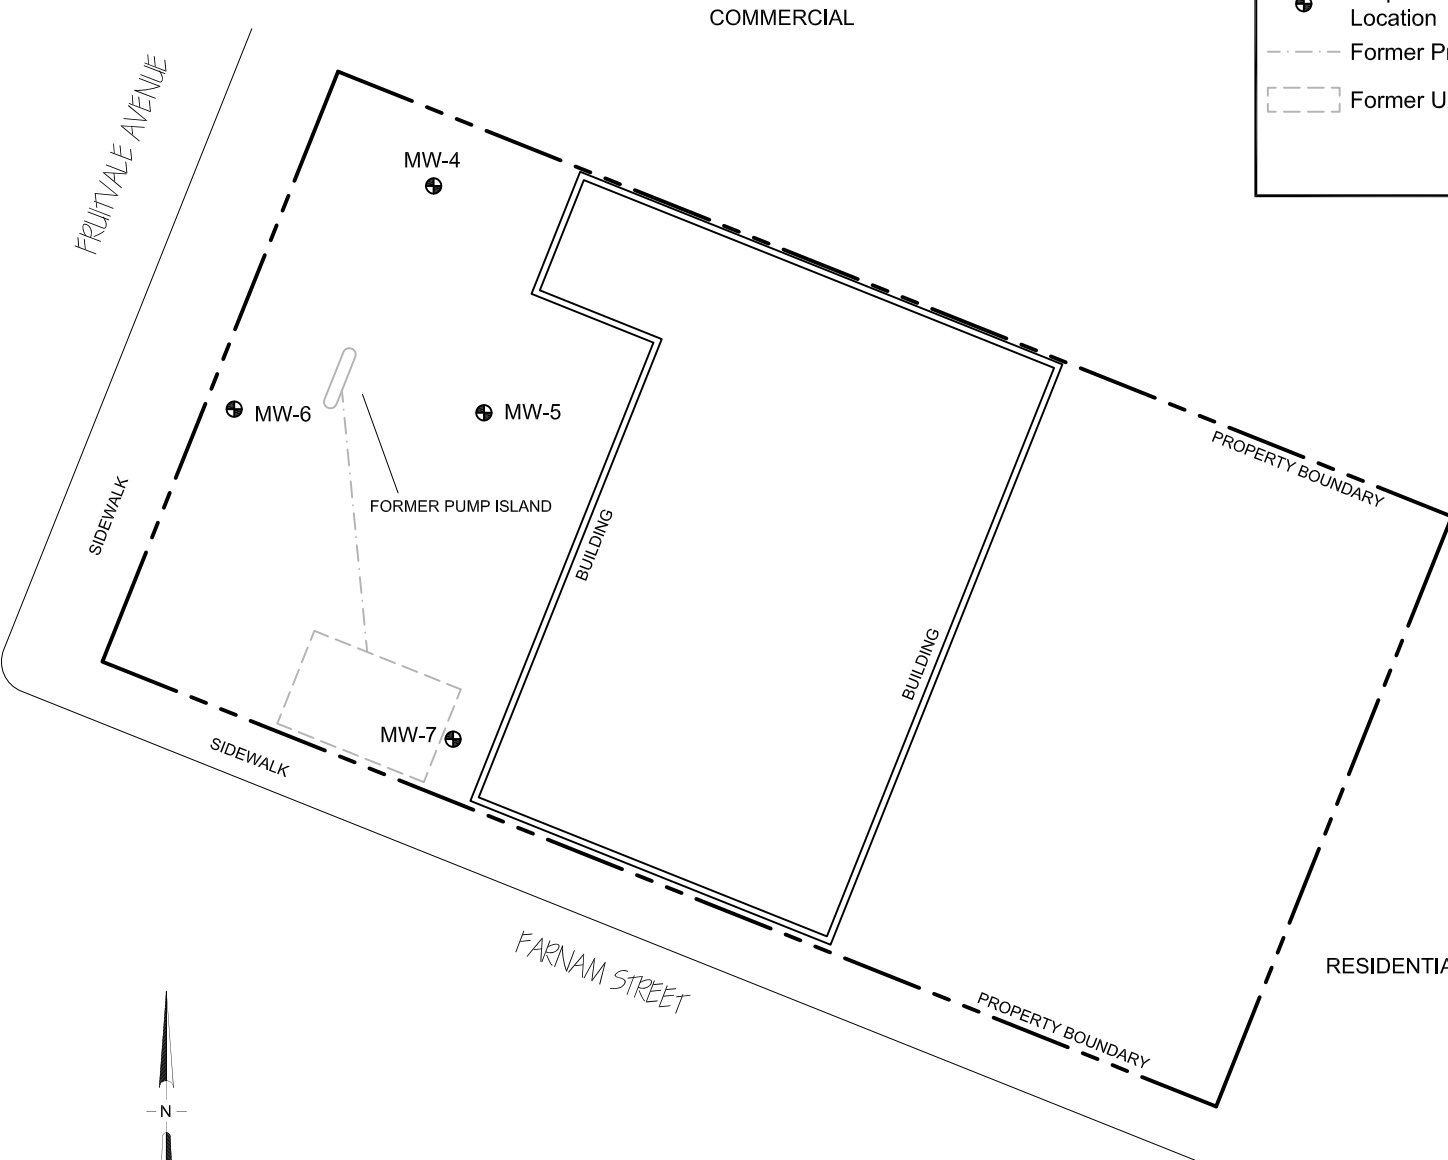 COMMERCIAL
Location
Former
Former
FRUITVALE AVENUE
MW-4
MW-6
MW-5
PROPERTY BOUNDARY
SIDEWALK
FORMER PUMP ISLAND
BUILDING
BUILDING
MW-7
SIDEWALK
FARNAM STREET
RESIDENTIA
PROPERTY BOUNDARY
N